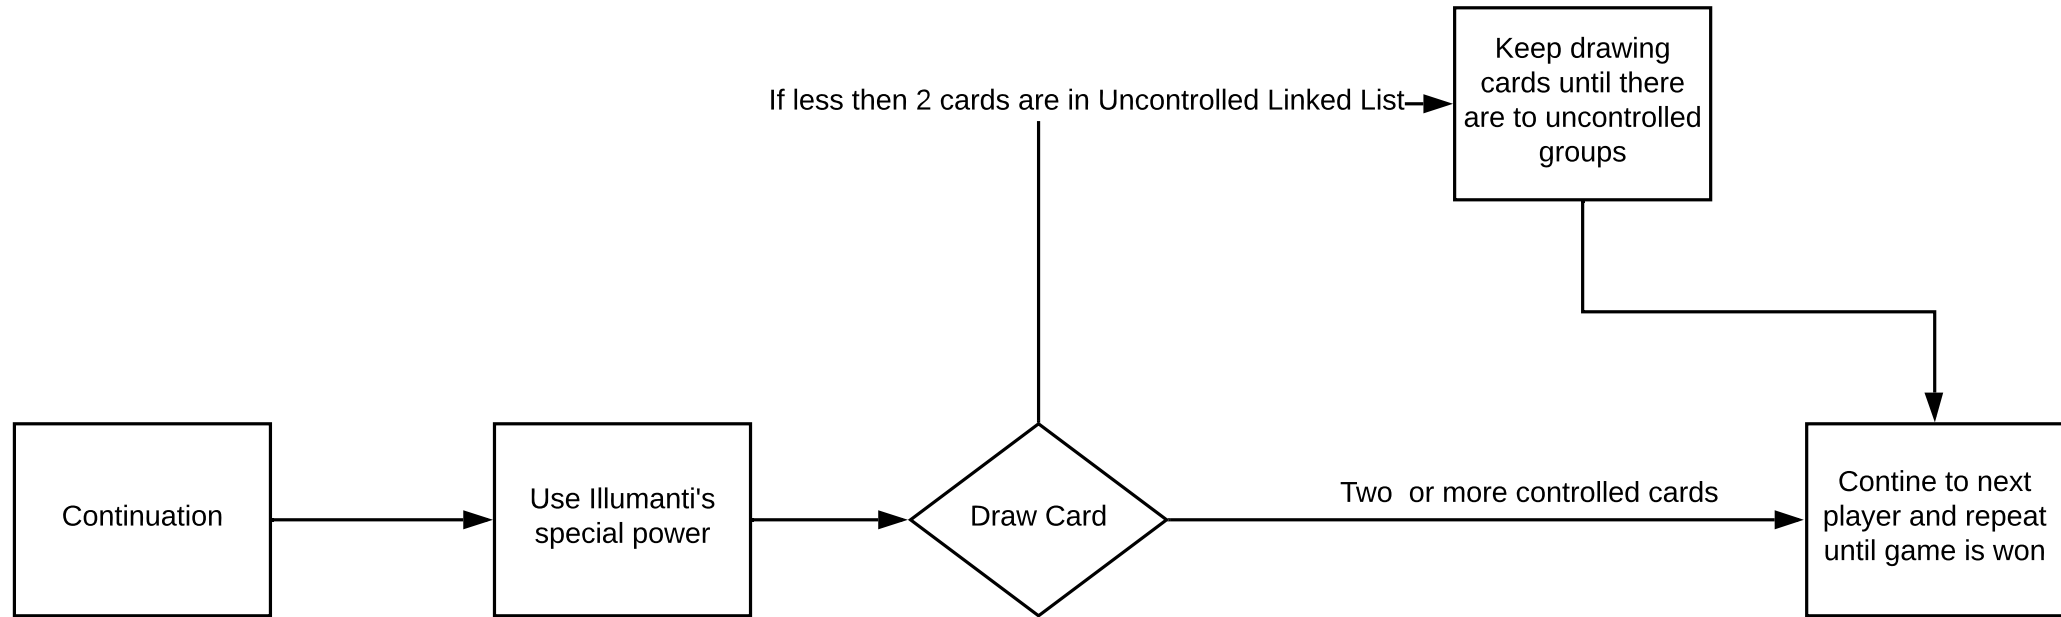 Keep drawing
cards until there
are to uncontrolled
groups
If less then 2 cards are in Uncontrolled Linked List
Continuation
Use Illumanti's
special power
Draw Card
Two  or more controlled cards
Contine to next
player and repeat
until game is won